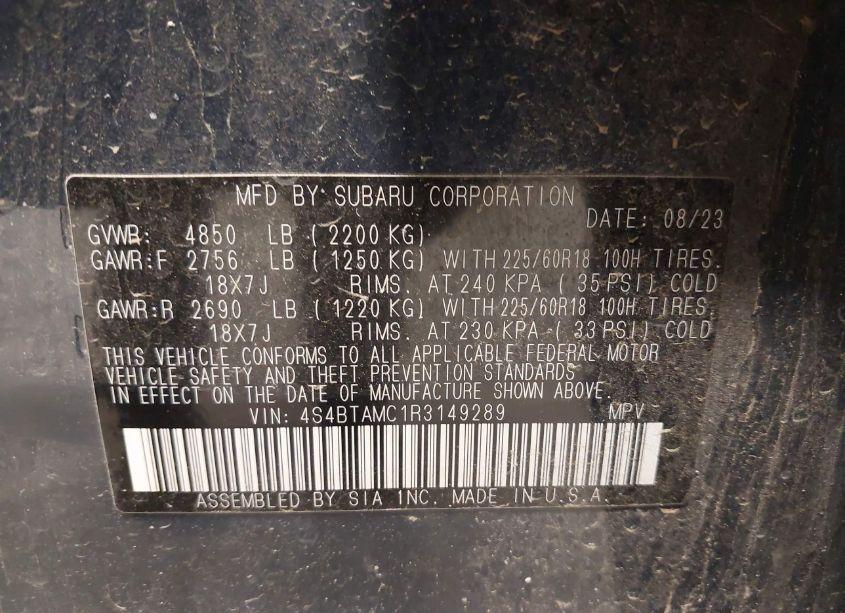 MFD BY SUBARU CORPORATION
DATE: 08/23
GVWR: 4850 LB ( 2200 KG)
GAWR:F 2756 LB ( 1250 KG) WITH 225/60R18 100H TIRES.
18X7J RIMS. AT 240 KPA ( 35 PSI) COLD
GAWR:R 2690 LB ( 1220 KG) WITH 225/60R18 100H TIRES.
18X7J RIMS. AT 230 KPA ( 33 PSI) COLD
THIS VEHICLE CONFORMS TO ALL APPLICABLE FEDERAL MOTOR
VEHICLE SAFETY AND THEFT PREVENTION STANDARDS
IN EFFECT ON THE DATE OF MANUFACTURE SHOWN ABOVE.
VIN: 4S4BTAMC1R3149289 MPV
ASSEMBLED BY SIA INC. MADE IN U.S.A.